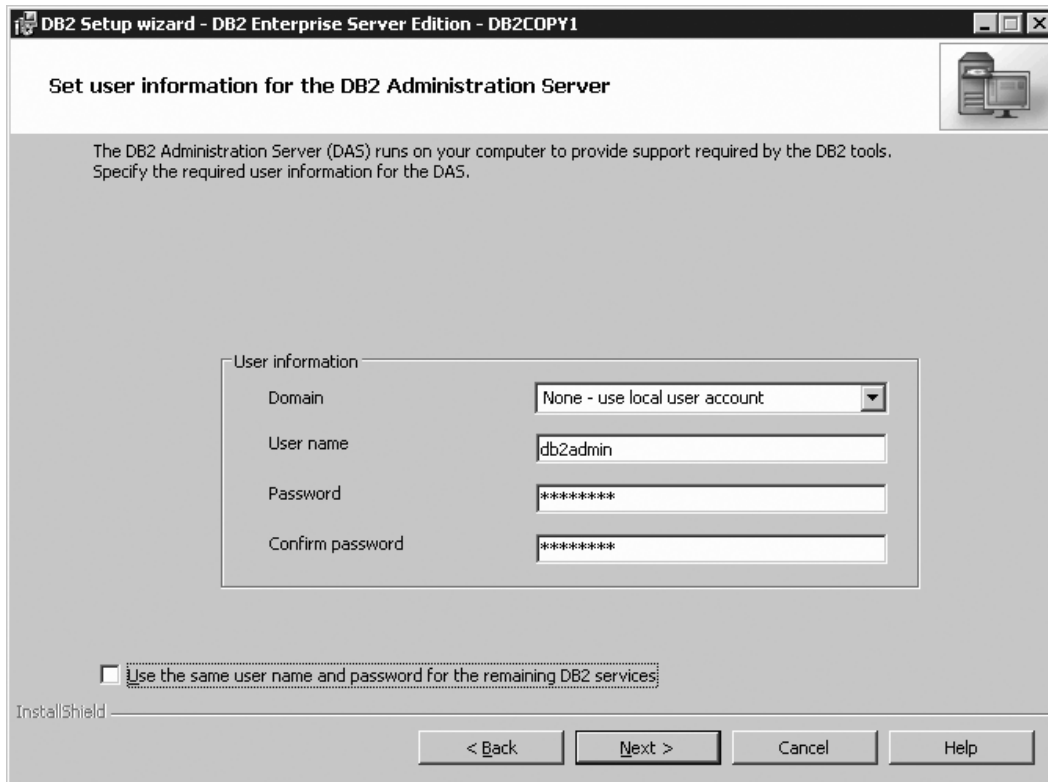 DB2 Setup wizard - DB2 Enterprise Server Edition - DB2COPY1
Set user information for the DB2 Administration Server
The DB2 Administration Server (DAS) runs on your computer to provide support required by the DB2 tools.
Specify the required user information for the DAS.
User information
Domain
None - use local user account
User name
db2admin
Password
********
Confirm password
********
Use the same user name and password for the remaining DB2 services
InstallShield
< Back
Next >
Cancel
Help